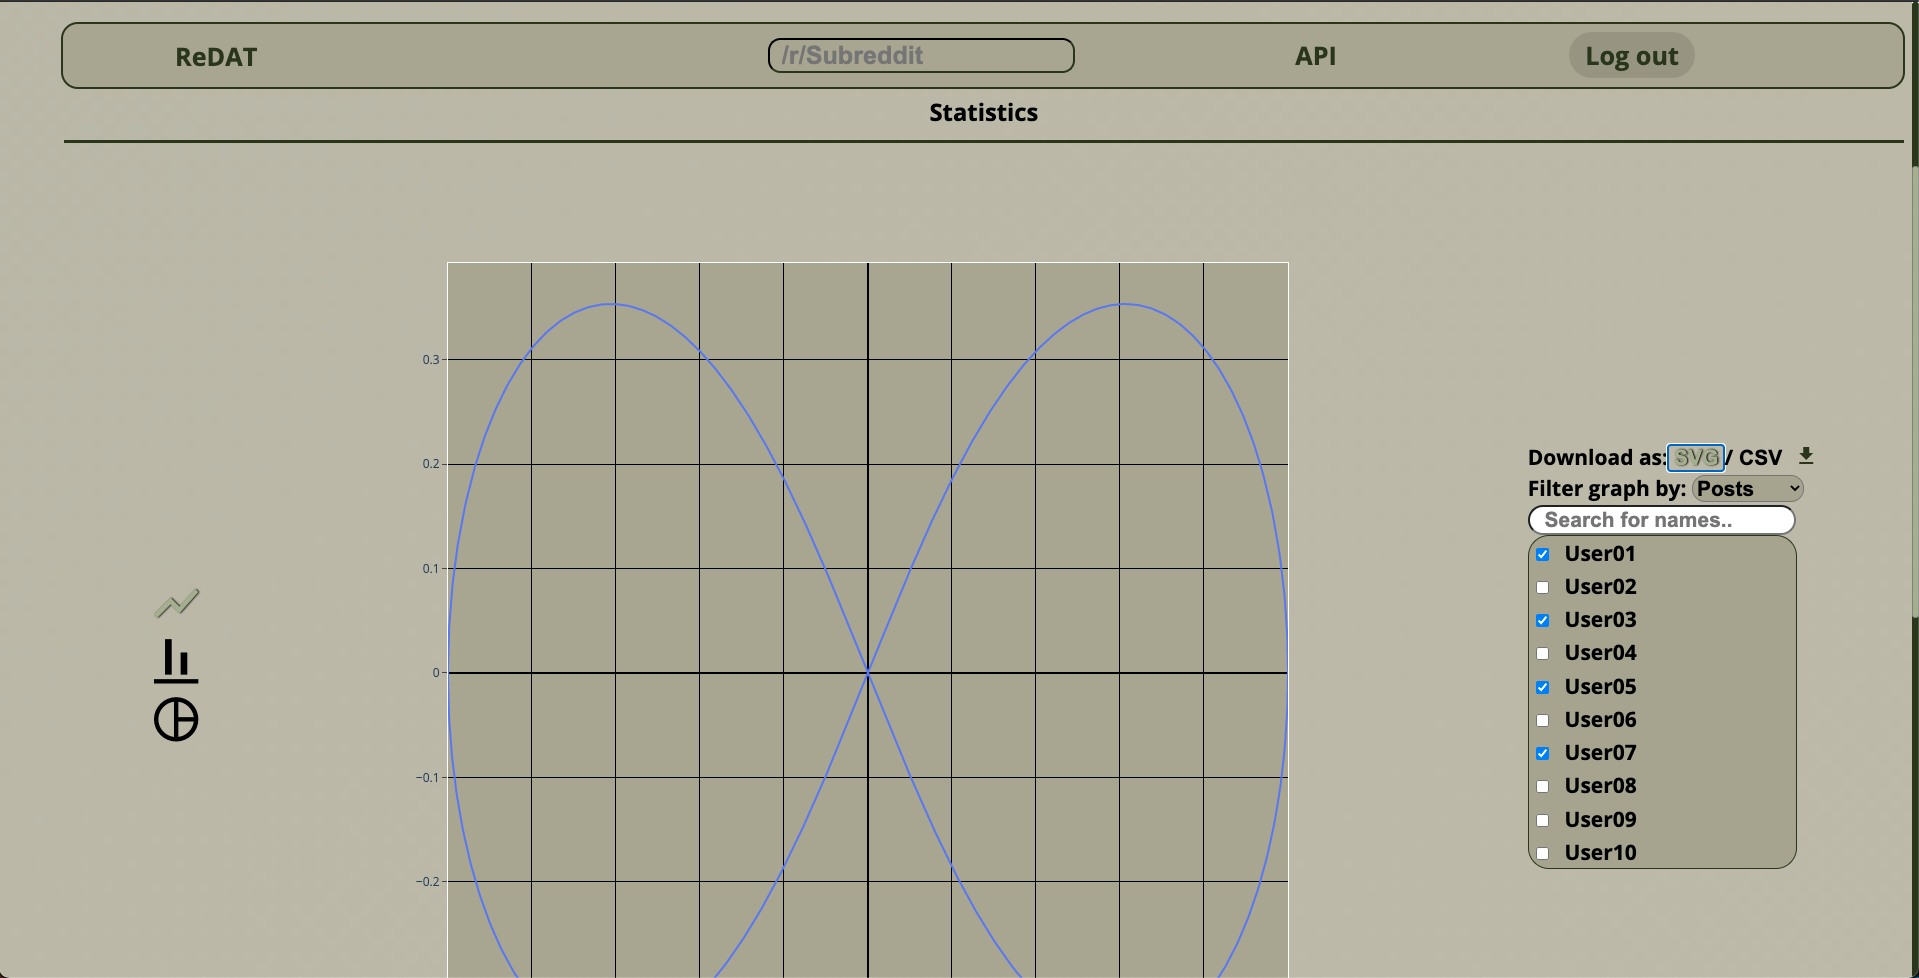 ReDAT
/r/Subreddit
API
Log out
Statistics
0.3
0.2
0.1
0
−0.1
−0.2
Download as: SVG / CSV
Filter graph by: Posts
Search for names..
User01
User02
User03
User04
User05
User06
User07
User08
User09
User10